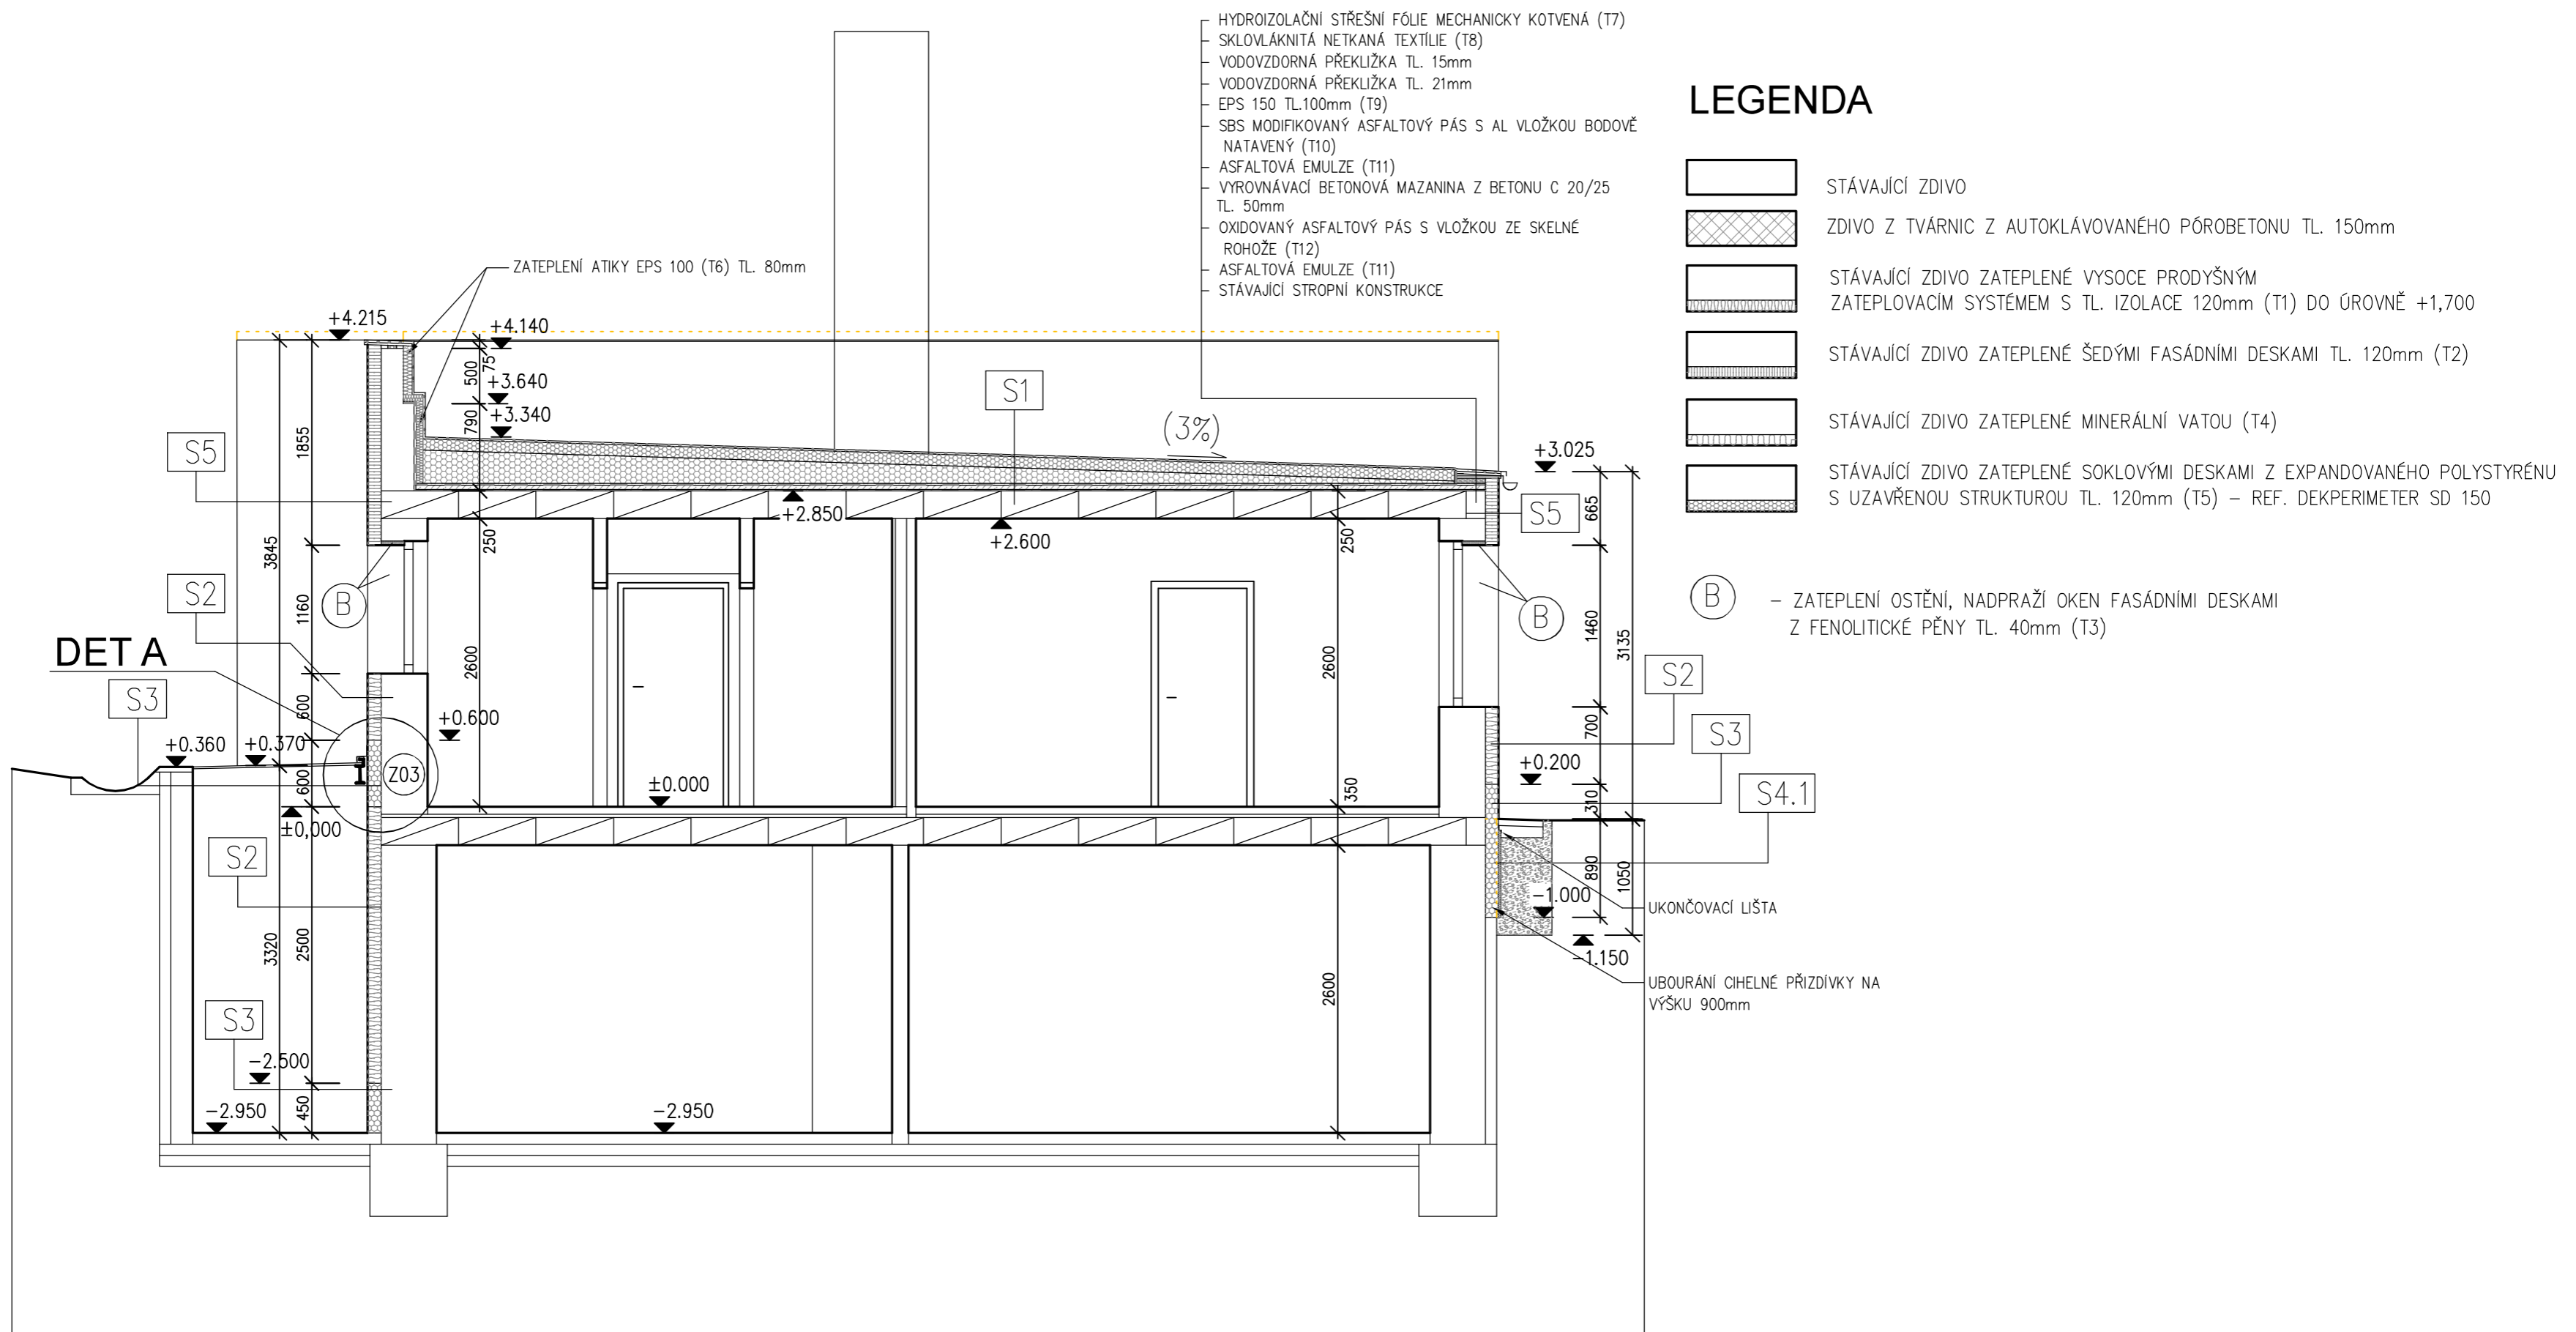 HYDROIZOLAČNÍ STŘEŠNÍ FÓLIE MECHANICKY KOTVENÁ (T7)
SKLOVLÁKNITÁ NETKANÁ TEXTÍLIE (T8)
VODOVZDORNÁ PŘEKLIŽKA TL. 15mm
VODOVZDORNÁ PŘEKLIŽKA TL. 21mm
EPS 150 TL.100mm (T9)
SBS MODIFIKOVANÝ ASFALTOVÝ PÁS S AL VLOŽKOU BODOVĚ
NATAVENÝ (T10)
ASFALTOVÁ EMULZE (T11)
VYROVNÁVACÍ BETONOVÁ MAZANINA Z BETONU C 20/25
TL. 50mm
OXIDOVANÝ ASFALTOVÝ PÁS S VLOŽKOU ZE SKELNÉ
ROHOŽE (T12)
ASFALTOVÁ EMULZE (T11)
STÁVAJÍCÍ STROPNÍ KONSTRUKCE
LEGENDA
STÁVAJÍCÍ ZDIVO
ZDIVO Z TVÁRNIC Z AUTOKLÁVOVANÉHO PÓROBETONU TL. 150mm
STÁVAJÍCÍ ZDIVO ZATEPLENÉ VYSOCE PRODYŠNÝM
ZATEPLOVACÍM SYSTÉMEM S TL. IZOLACE 120mm (T1) DO ÚROVNĚ +1,700
STÁVAJÍCÍ ZDIVO ZATEPLENÉ ŠEDÝMI FASÁDNÍMI DESKAMI TL. 120mm (T2)
STÁVAJÍCÍ ZDIVO ZATEPLENÉ MINERÁLNÍ VATOU (T4)
STÁVAJÍCÍ ZDIVO ZATEPLENÉ SOKLOVÝMI DESKAMI Z EXPANDOVANÉHO POLYSTYRÉNU
S UZAVŘENOU STRUKTUROU TL. 120mm (T5) – REF. DEKPERIMETER SD 150
B
– ZATEPLENÍ OSTĚNÍ, NADPRAŽÍ OKEN FASÁDNÍMI DESKAMI
Z FENOLITICKÉ PĚNY TL. 40mm (T3)
ZATEPLENÍ ATIKY EPS 100 (T6) TL. 80mm
+4.215
+4.140
75
500
+3.640
+3.340
790
S1
(3%)
+3.025
S5
1855
3845
+2.850
+2.600
250
250
S5
665
S2
B
1160
B
1460
3135
DET A
S3
2600
2600
S2
600
+0.600
700
S3
+0.360
+0.370
600
Z03
±0.000
350
+0.200
310
S4.1
±0,000
S2
890
1050
-1.000
UKONČOVACÍ LIŠTA
-1.150
3320
2500
2600
UBOURÁNÍ CIHELNÉ PŘIZDÍVKY NA
VÝŠKU 900mm
S3
-2.500
450
-2.950
-2.950